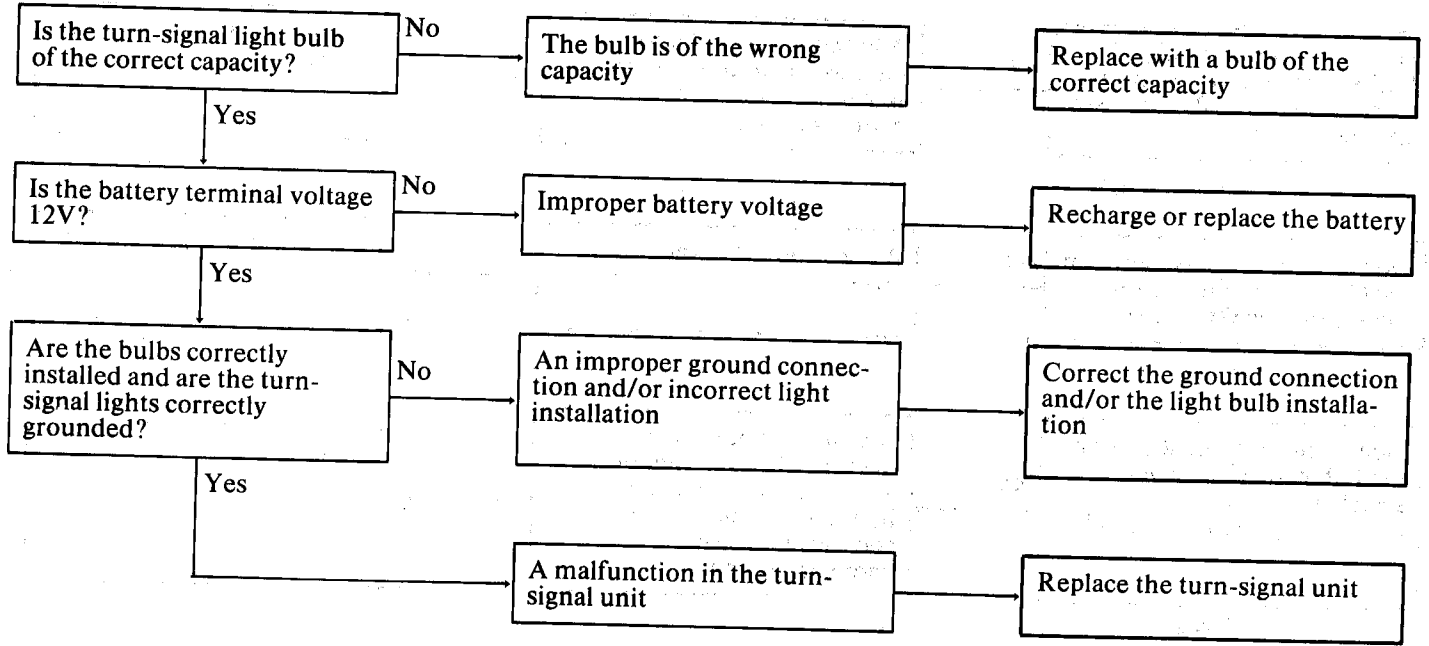 Is the turn-signal light bulb
of the correct capacity?
No
The bulb is of the wrong
capacity
Replace with a bulb of the
correct capacity
Yes
Is the battery terminal voltage
12V?
No
Improper battery voltage
Recharge or replace the battery
Yes
Are the bulbs correctly
installed and are the turn-
signal lights correctly
grounded?
No
An improper ground connec-
tion and/or incorrect light
installation
Correct the ground connection
and/or the light bulb installa-
tion
Yes
A malfunction in the turn-
signal unit
Replace the turn-signal unit